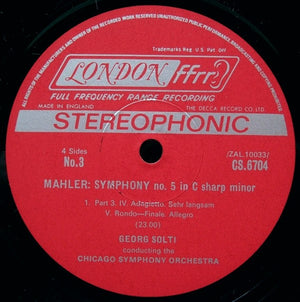 ALL RIGHTS OF THE MANUFACTURER AND OF THE OWNER OF THE RECORDED WORK RESERVED/UNAUTHORIZED PUBLIC PERFORMANCE, BROADCASTING AND COPYING OF THIS RECORD PROHIBITED
Trademarks Reg U.S. Pat Off
LONDON ffrr
FULL FREQUENCY RANGE RECORDING
MADE IN ENGLAND THE DECCA RECORD CO. LTD.
STEREOPHONIC
4 Sides /ZAL.10033/
No.3 CS.6704
MAHLER: SYMPHONY no. 5 in C sharp minor
1. Part 3. IV. Adagietto. Sehr langsam
V. Rondo—Finale. Allegro
(23.00)
GEORG SOLTI
conducting the
CHICAGO SYMPHONY ORCHESTRA